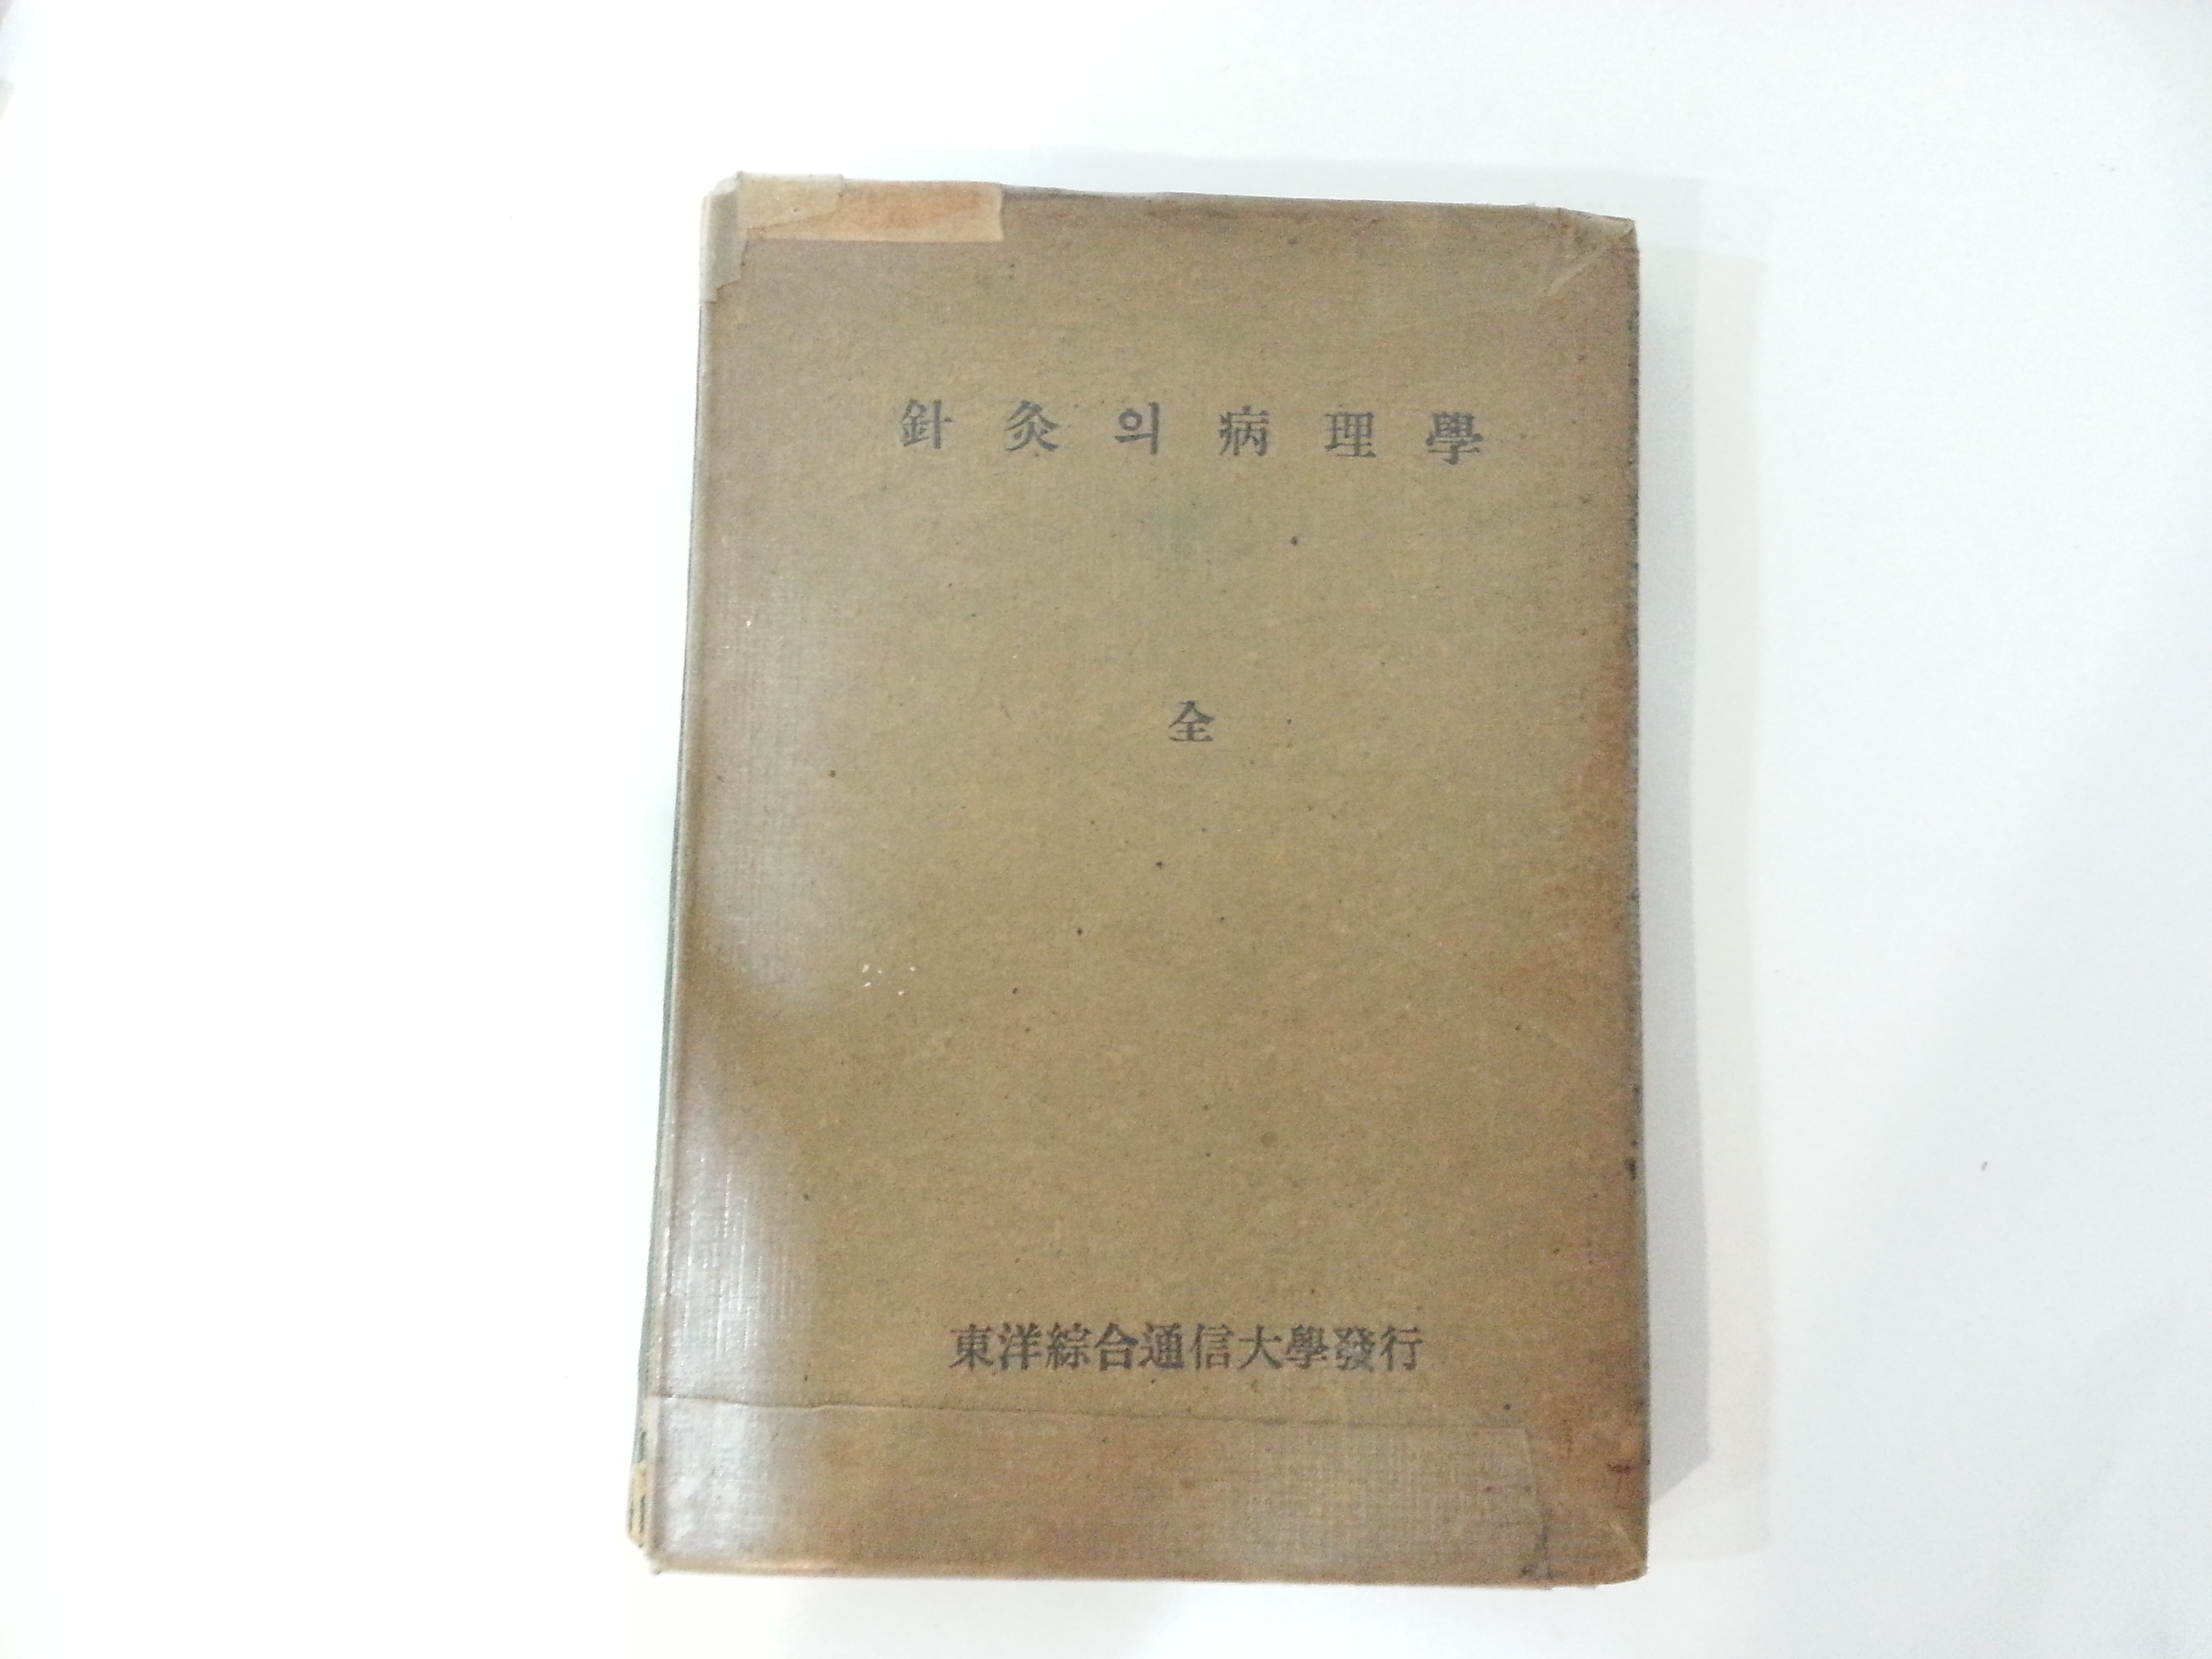 針灸의病理學
全
東洋綜合通信大學發行